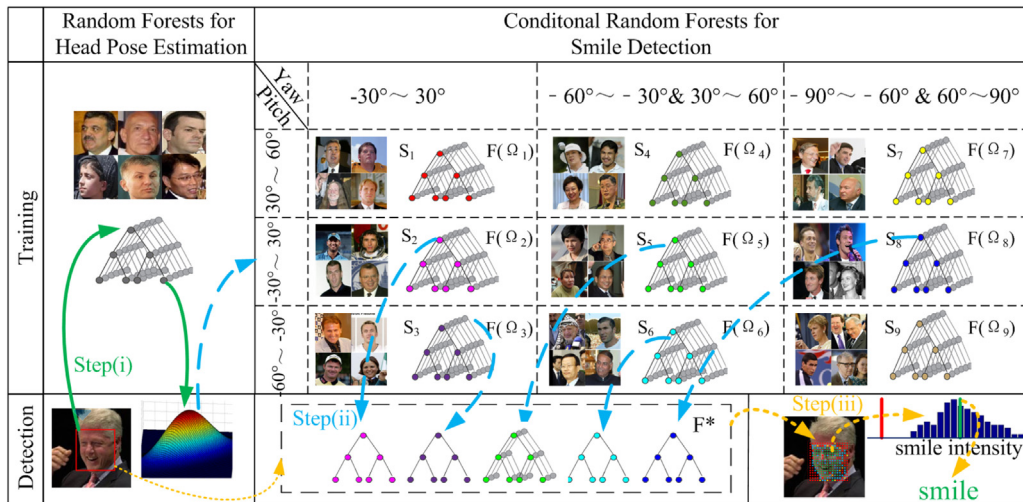 Random Forests for
Head Pose Estimation
Conditonal Random Forests for
Smile Detection
Training
Yaw
Pitch
-30°～ 30°
- 60°～ - 30°& 30°～ 60°
- 90°～ - 60° & 60°～90°
30°～ 60°
S1
F(Ω1)
S4
F(Ω4)
S7
F(Ω7)
-30°～ 30°
S2
F(Ω2)
S5
F(Ω5)
S8
F(Ω8)
-60°～ -30°
S3
F(Ω3)
S6
F(Ω6)
S9
F(Ω9)
Step(i)
Detection
Step(ii)
F*
Step(iii)
smile intensity
smile